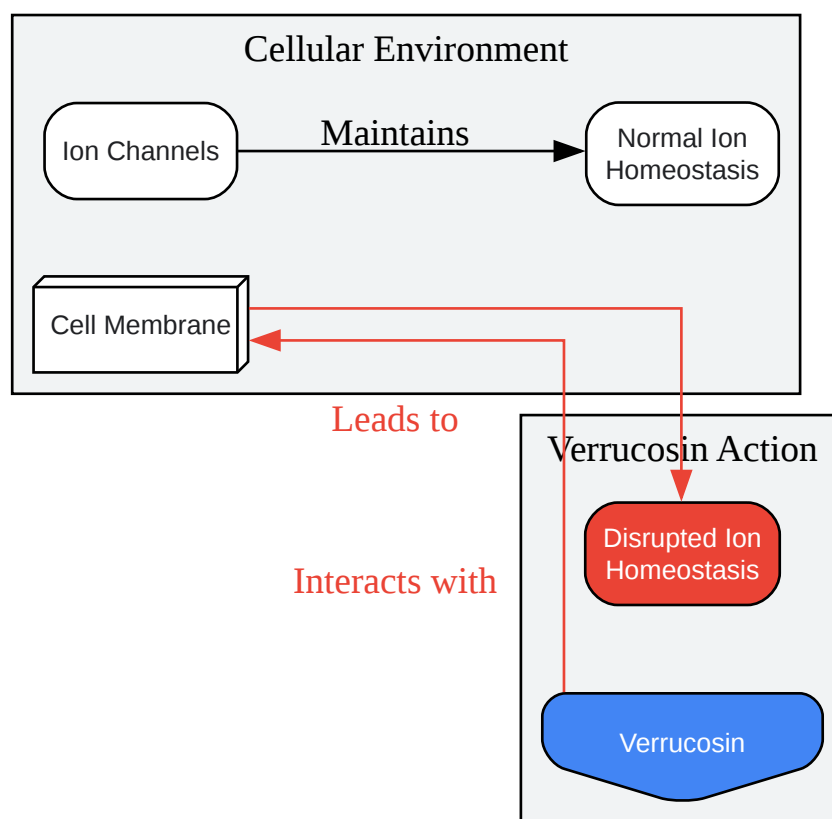 Cellular Environment
Ion Channels
Maintains
Normal Ion
Homeostasis
Cell Membrane
Leads to
Verrucosin Action
Disrupted Ion
Homeostasis
Interacts with
Verrucosin